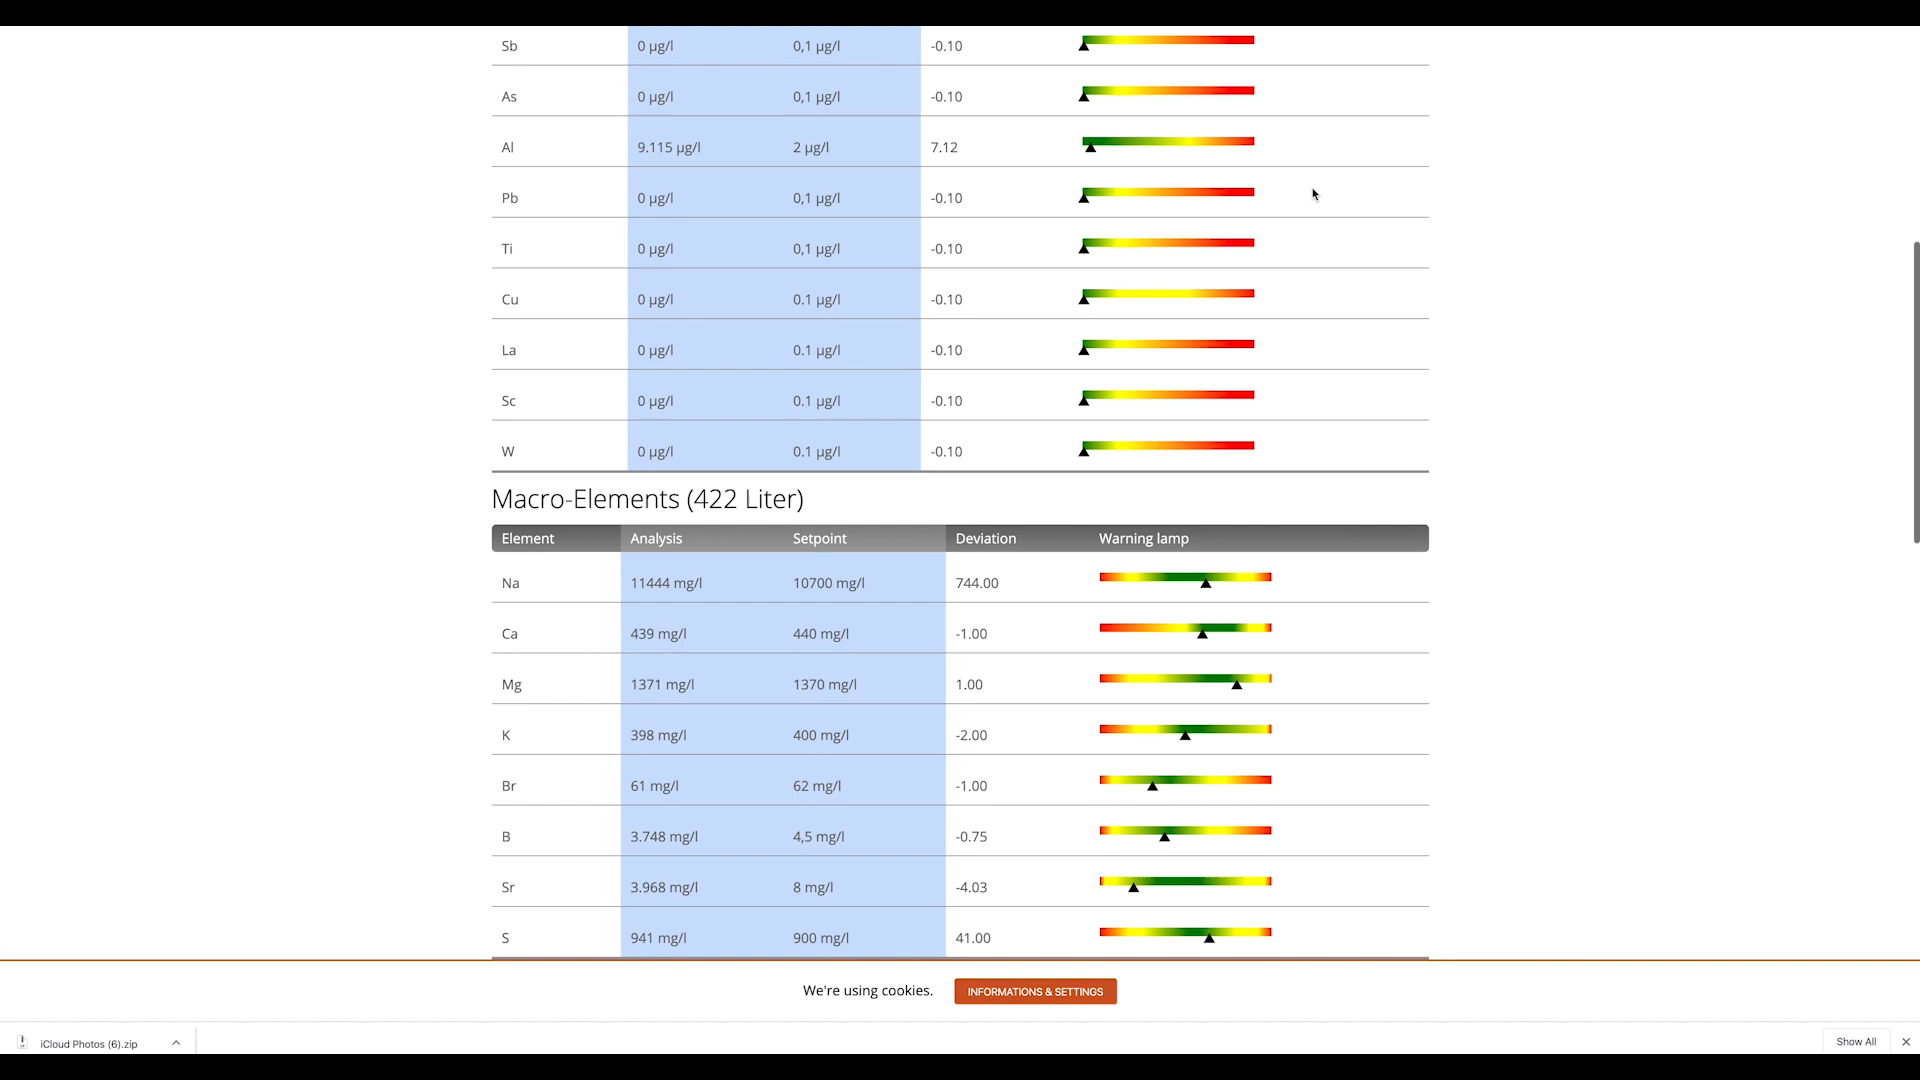 Sb 0 µg/l 0,1 µg/l -0.10
As 0 µg/l 0,1 µg/l -0.10
Al 9.115 µg/l 2 µg/l 7.12
Pb 0 µg/l 0,1 µg/l -0.10
Ti 0 µg/l 0,1 µg/l -0.10
Cu 0 µg/l 0.1 µg/l -0.10
La 0 µg/l 0.1 µg/l -0.10
Sc 0 µg/l 0.1 µg/l -0.10
W 0 µg/l 0.1 µg/l -0.10
Macro-Elements (422 Liter)
Element Analysis Setpoint Deviation Warning lamp
Na 11444 mg/l 10700 mg/l 744.00
Ca 439 mg/l 440 mg/l -1.00
Mg 1371 mg/l 1370 mg/l 1.00
K 398 mg/l 400 mg/l -2.00
Br 61 mg/l 62 mg/l -1.00
B 3.748 mg/l 4,5 mg/l -0.75
Sr 3.968 mg/l 8 mg/l -4.03
S 941 mg/l 900 mg/l 41.00
We're using cookies. INFORMATIONS & SETTINGS
iCloud Photos (6).zip Show All